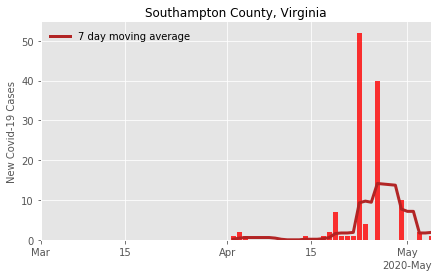 Southampton County, Virginia
7 day moving average
New Covid-19 Cases
50
40
30
20
10
0
Mar
15
Apr
15
May
2020-May